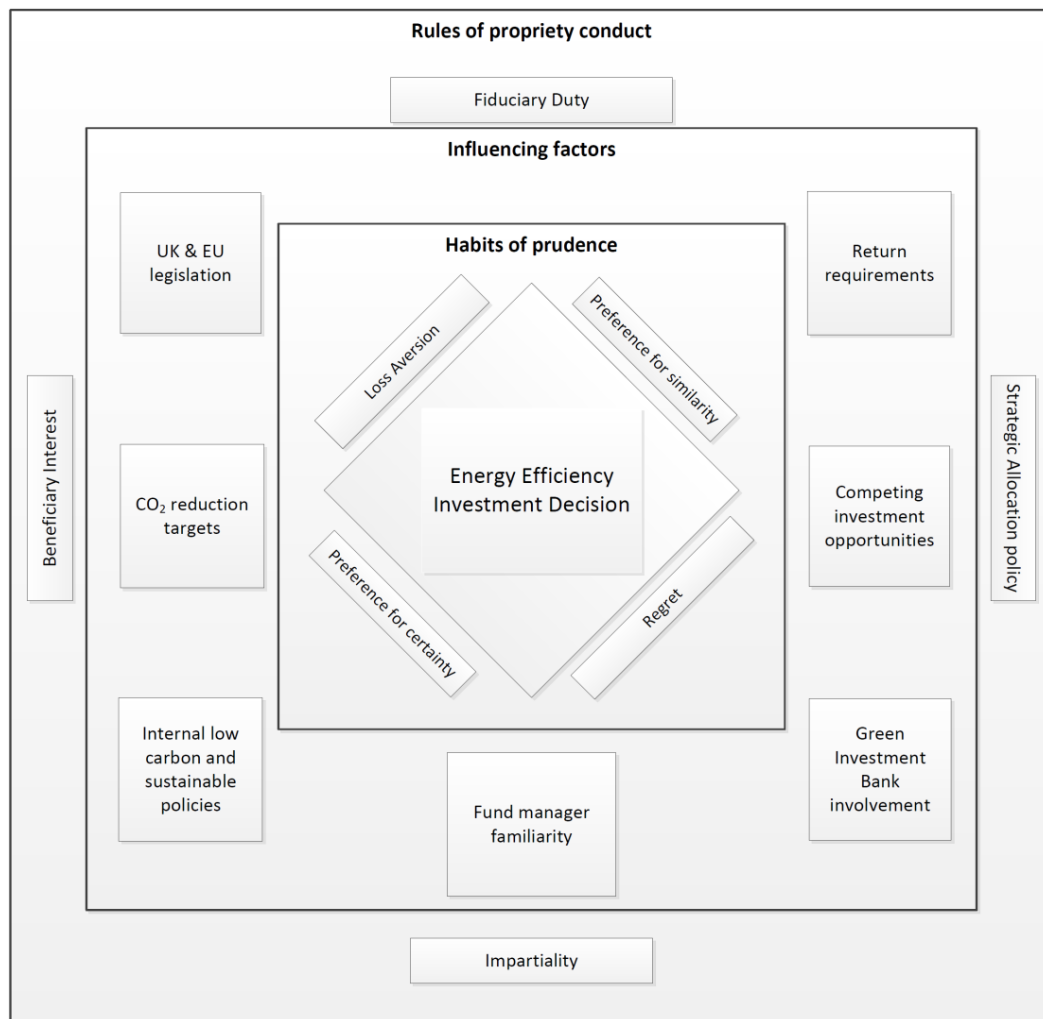 Rules of propriety conduct
Fiduciary Duty
Influencing factors
UK & EU
legislation
Return
requirements
Habits of prudence
Loss Aversion
Preference for similarity
Beneficiary Interest
CO₂ reduction
targets
Energy Efficiency
Investment Decision
Competing
investment
opportunities
Strategic Allocation policy
Preference for certainty
Regret
Internal low
carbon and
sustainable
policies
Fund manager
familiarity
Green
Investment
Bank
involvement
Impartiality